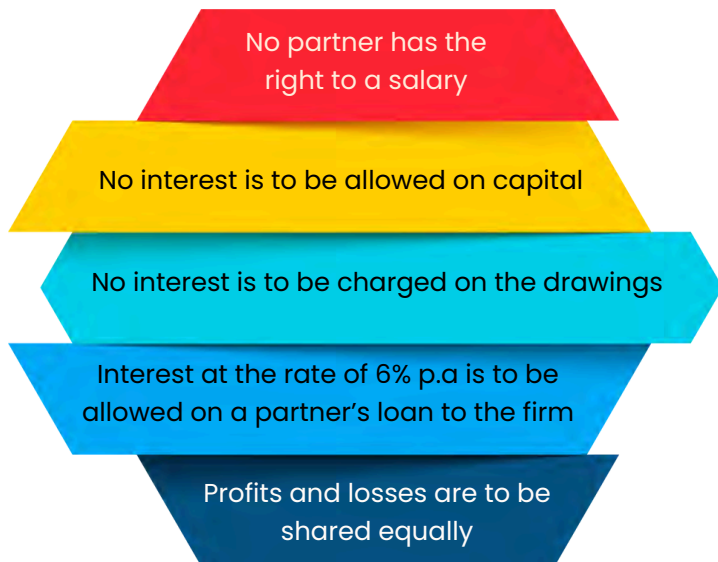 No partner has the
right to a salary
No interest is to be allowed on capital
No interest is to be charged on the drawings
Interest at the rate of 6% p.a is to be
allowed on a partner’s loan to the firm
Profits and losses are to be
shared equally